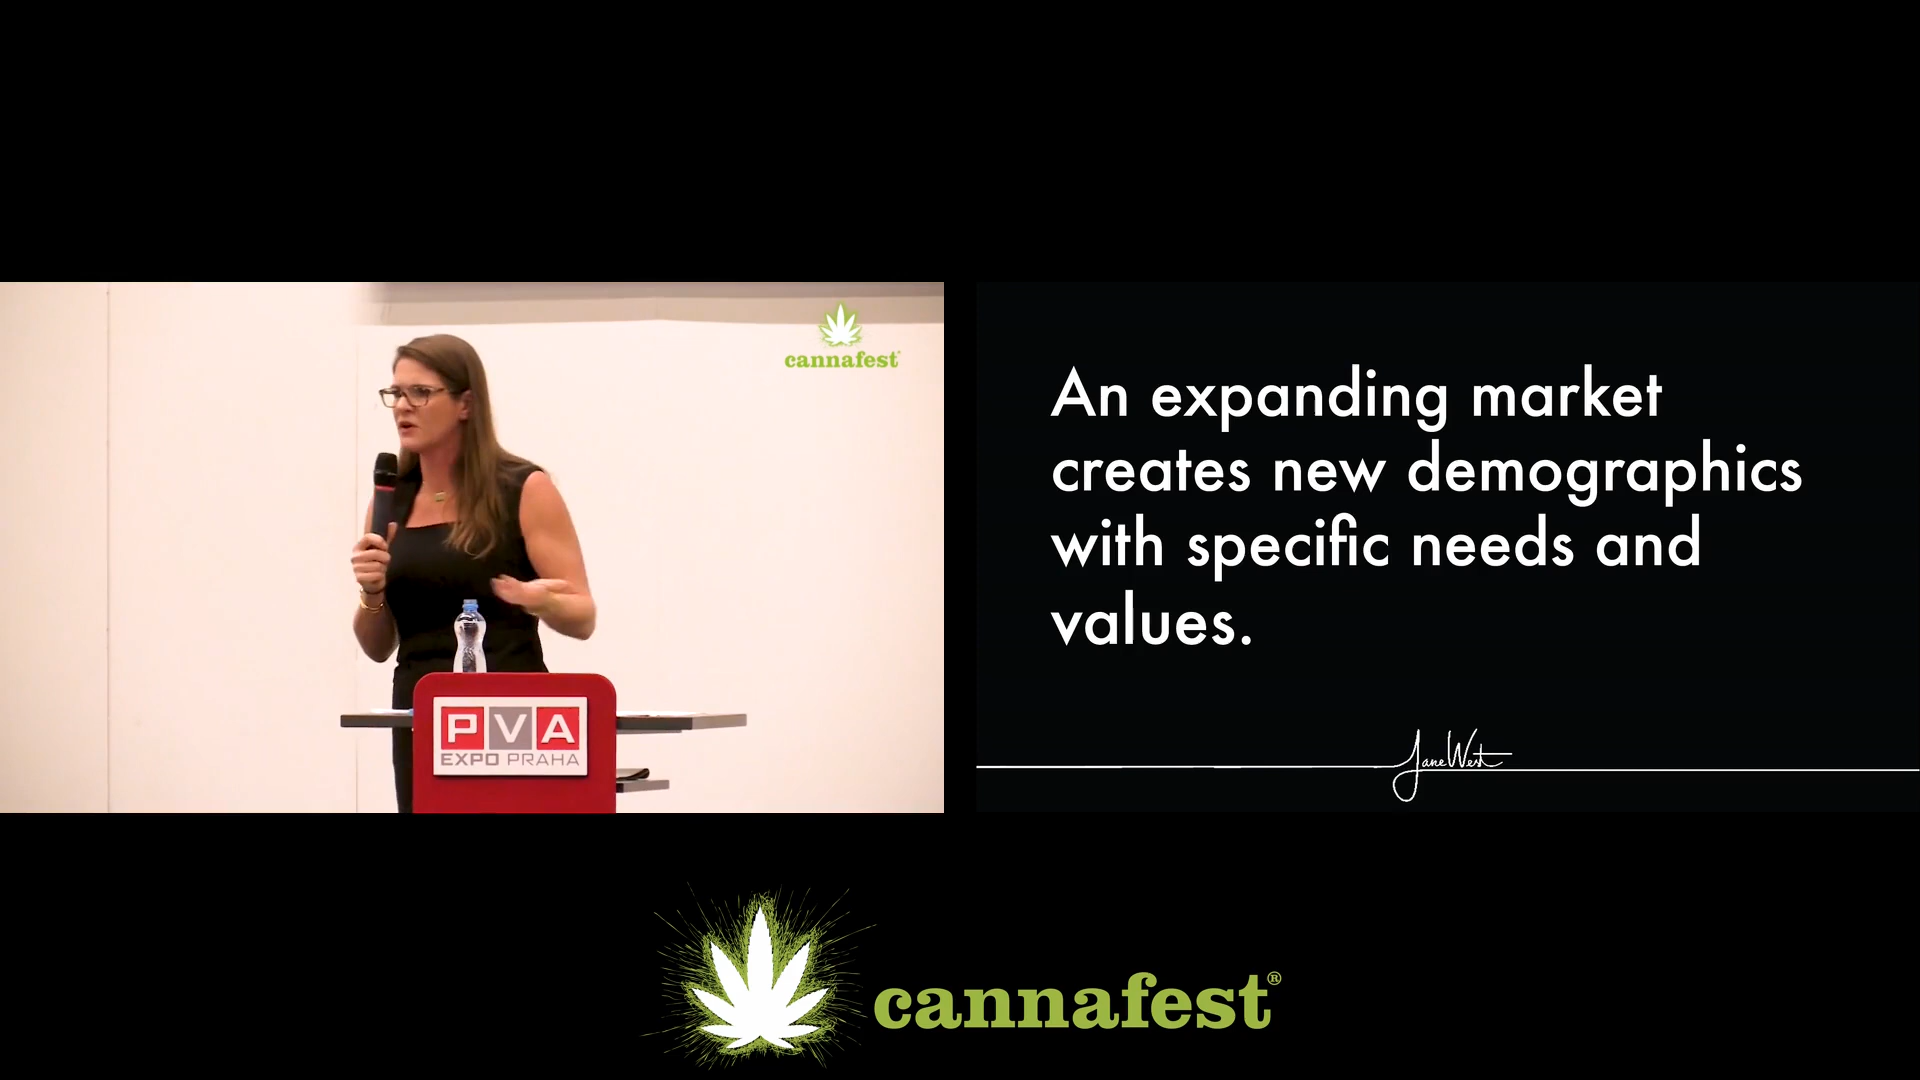 cannafest
PVA
EXPO PRAHA
An expanding market
creates new demographics
with specific needs and
values.
Jane West
cannafest®